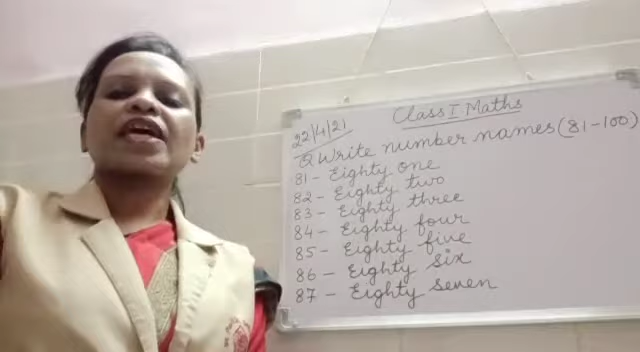 22/4/21
Class I Maths
Q Write number names (81-100)
81 - Eighty one
82 - Eighty two
83 - Eighty three
84 - Eighty four
85 - Eighty five
86 - Eighty six
87 - Eighty seven